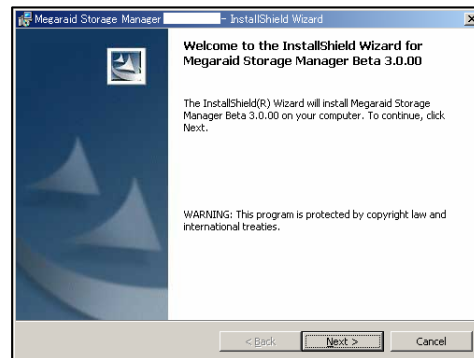 Megaraid Storage Manager - InstallShield Wizard
Welcome to the InstallShield Wizard for
Megaraid Storage Manager Beta 3.0.00
The InstallShield(R) Wizard will install Megaraid Storage
Manager Beta 3.0.00 on your computer. To continue, click
Next.
WARNING: This program is protected by copyright law and
international treaties.
< Back Next > Cancel